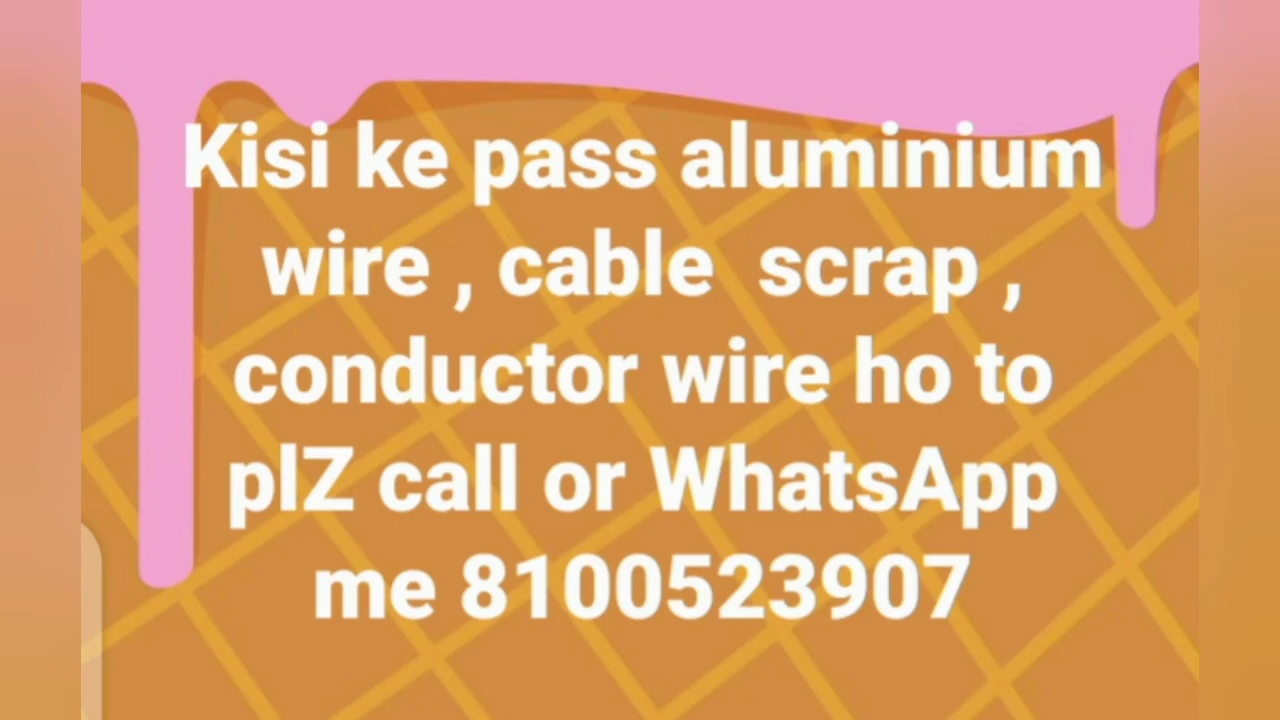 Kisi ke pass aluminium
wire , cable  scrap ,
conductor wire ho to
plZ call or WhatsApp
me 8100523907